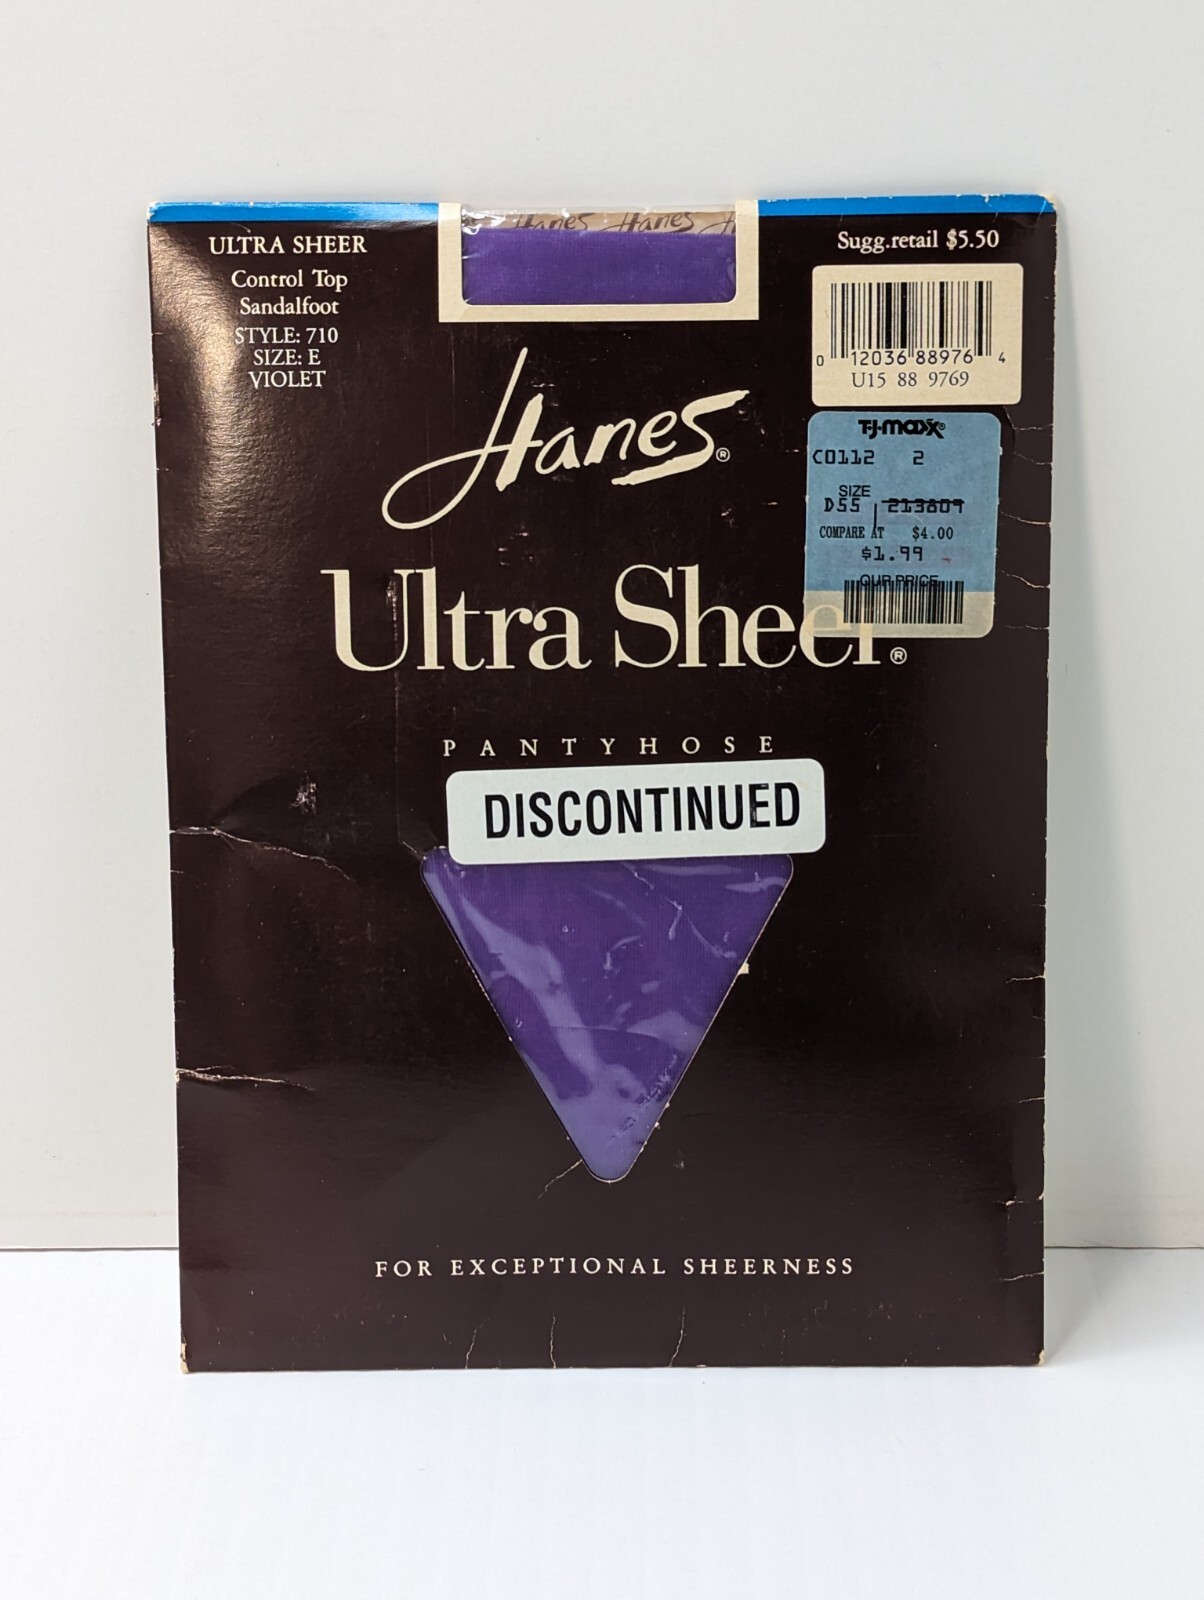 Hanes Hanes
ULTRA SHEER
Control Top
Sandalfoot
STYLE: 710
SIZE: E
VIOLET
Sugg.retail $5.50
0 12036 88976 4
U15 88 9769
Hanes®
T·J·maxx®
C0112 2
SIZE
D55 213809
COMPARE AT $4.00
$1.99
OUR PRICE
Ultra Sheer®
PANTYHOSE
DISCONTINUED
FOR EXCEPTIONAL SHEERNESS